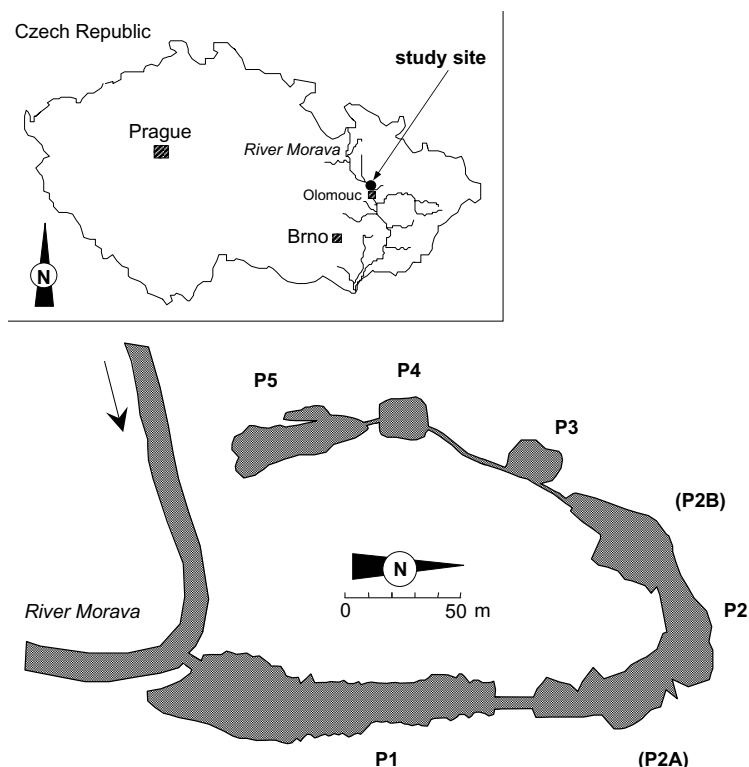 Czech Republic
study site
Prague
River Morava
Olomouc
Brno
N
P5
P4
P3
(P2B)
N
0 50 m
River Morava
P2
P1
(P2A)